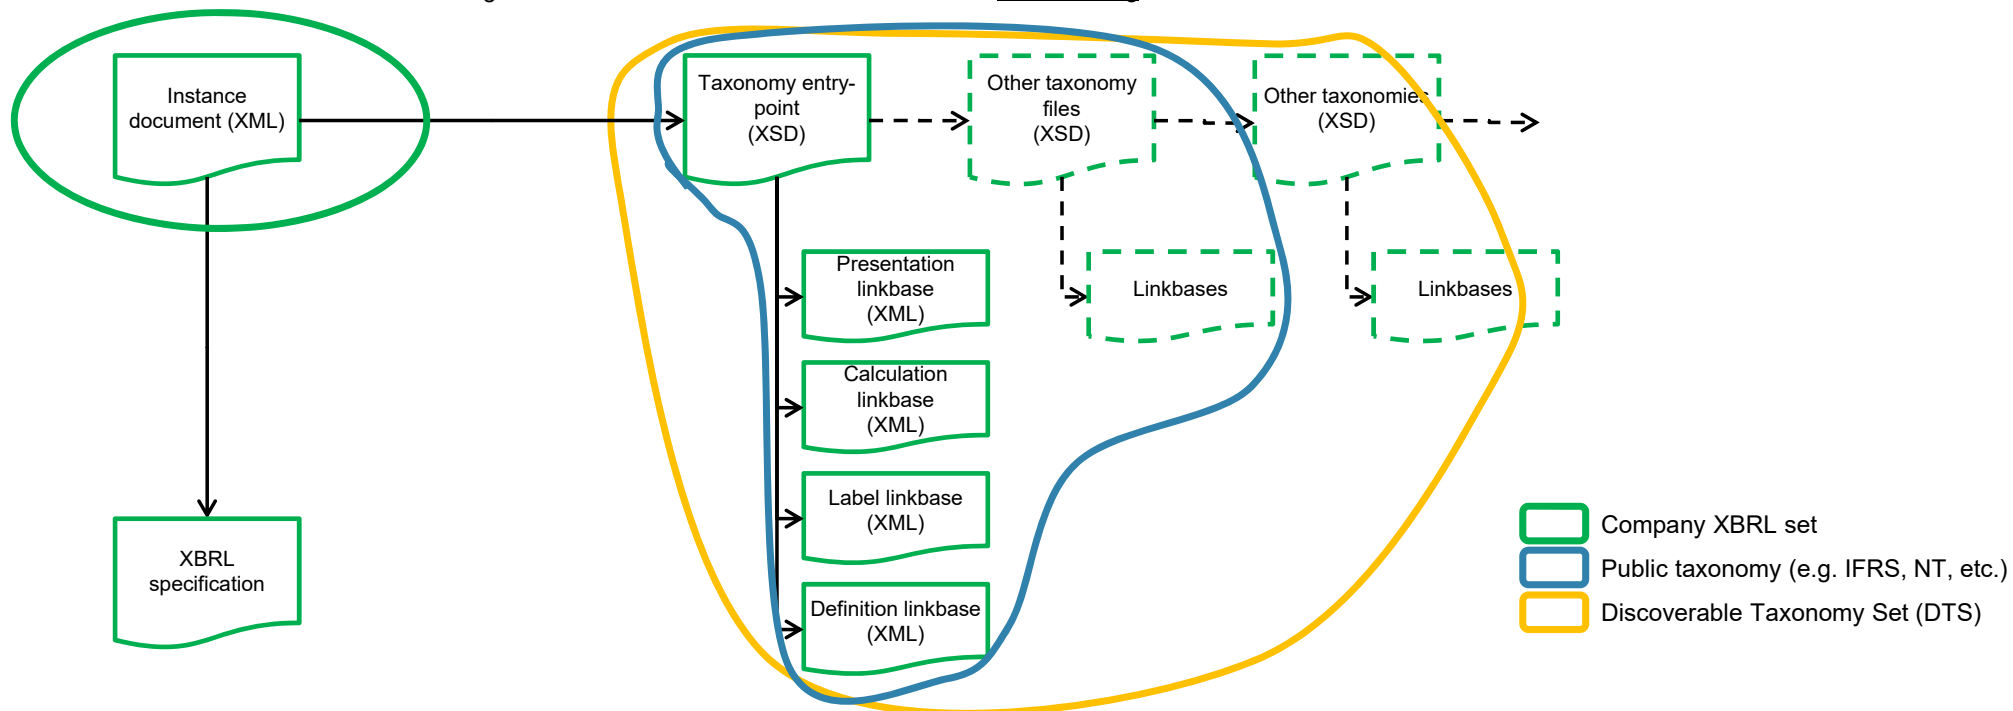 Instance
document (XML)
Taxonomy entry-
point
(XSD)
Other taxonomy
files
(XSD)
Other taxonomies
(XSD)
Presentation
linkbase
(XML)
Linkbases
Linkbases
Calculation
linkbase
(XML)
Label linkbase
(XML)
Definition linkbase
(XML)
XBRL
specification
Company XBRL set
Public taxonomy (e.g. IFRS, NT, etc.)
Discoverable Taxonomy Set (DTS)